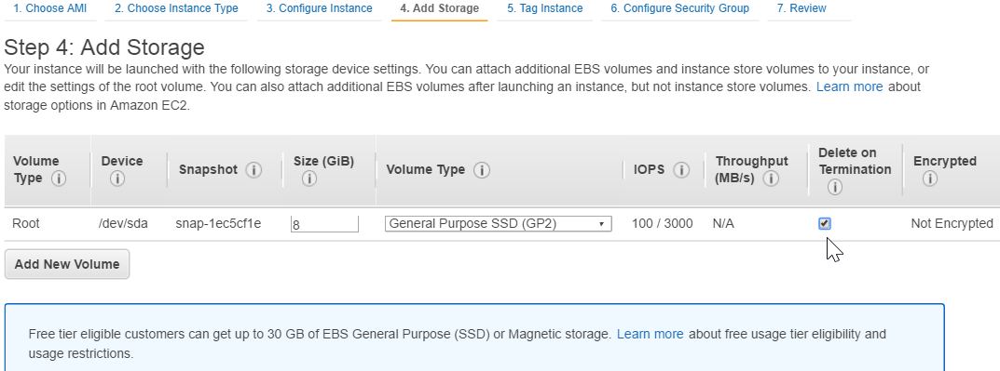 1. Choose AMI 2. Choose Instance Type 3. Configure Instance 4. Add Storage 5. Tag Instance 6. Configure Security Group 7. Review
Step 4: Add Storage
Your instance will be launched with the following storage device settings. You can attach additional EBS volumes and instance store volumes to your instance, or
edit the settings of the root volume. You can also attach additional EBS volumes after launching an instance, but not instance store volumes. Learn more about
storage options in Amazon EC2.
Volume Type Device Snapshot Size (GiB) Volume Type IOPS Throughput (MB/s) Delete on Termination Encrypted
Root /dev/sda snap-1ec5cf1e 8 General Purpose SSD (GP2) 100 / 3000 N/A Not Encrypted
Add New Volume
Free tier eligible customers can get up to 30 GB of EBS General Purpose (SSD) or Magnetic storage. Learn more about free usage tier eligibility and
usage restrictions.